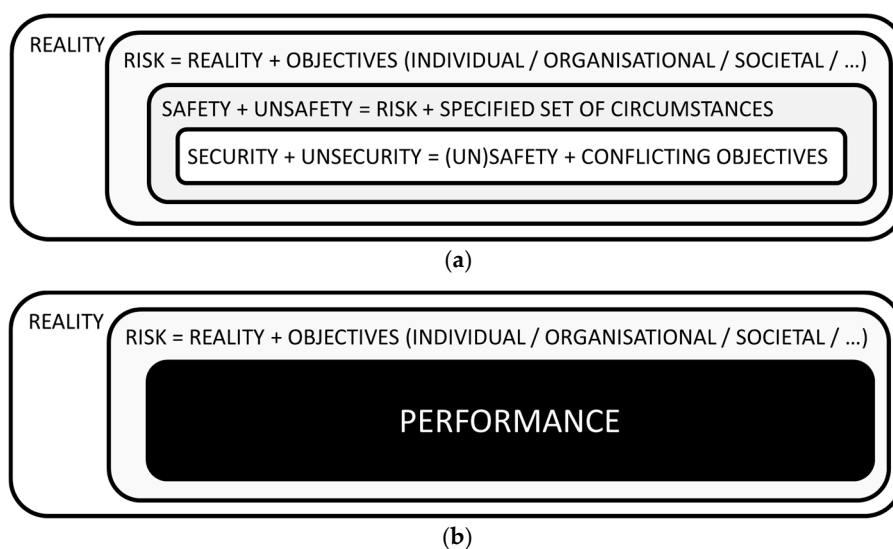 REALITY
RISK = REALITY + OBJECTIVES (INDIVIDUAL / ORGANISATIONAL / SOCIETAL / ...)
SAFETY + UNSAFETY = RISK + SPECIFIED SET OF CIRCUMSTANCES
SECURITY + UNSECURITY = (UN)SAFETY + CONFLICTING OBJECTIVES
(a)
REALITY
RISK = REALITY + OBJECTIVES (INDIVIDUAL / ORGANISATIONAL / SOCIETAL / ...)
PERFORMANCE
(b)